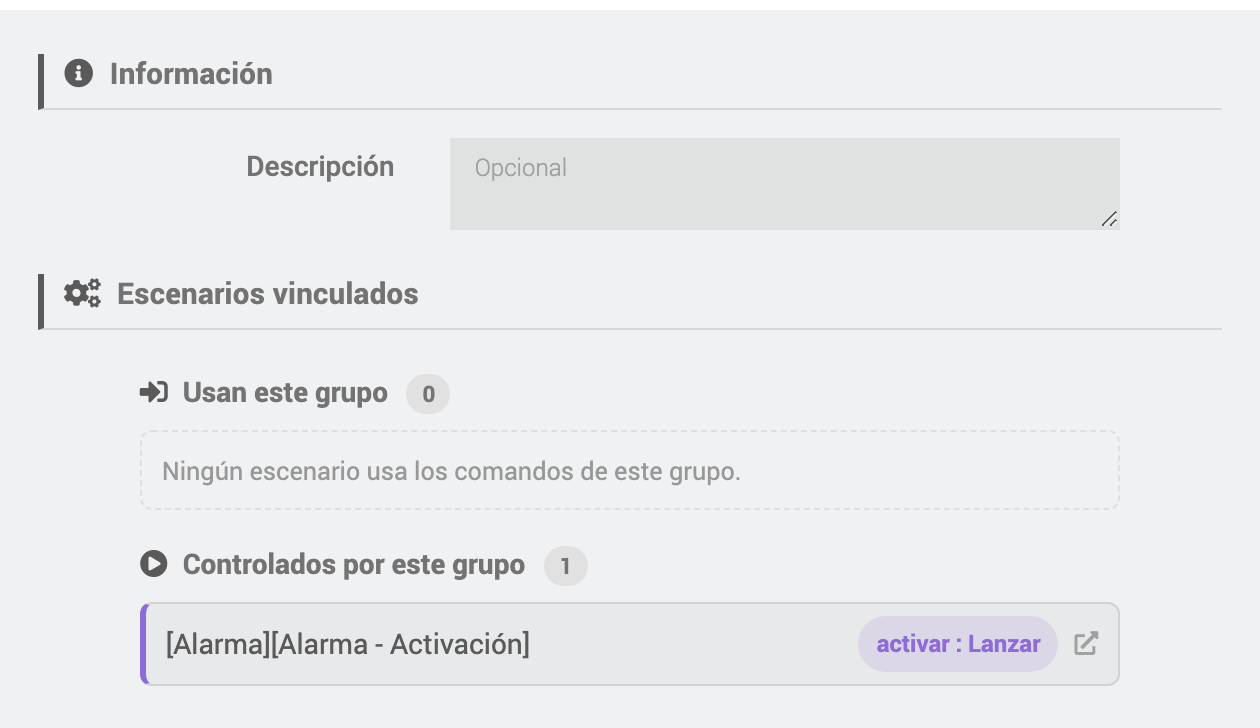 Información
Descripción
Opcional
Escenarios vinculados
Usan este grupo 0
Ningún escenario usa los comandos de este grupo.
Controlados por este grupo 1
[Alarma][Alarma - Activación] activar : Lanzar